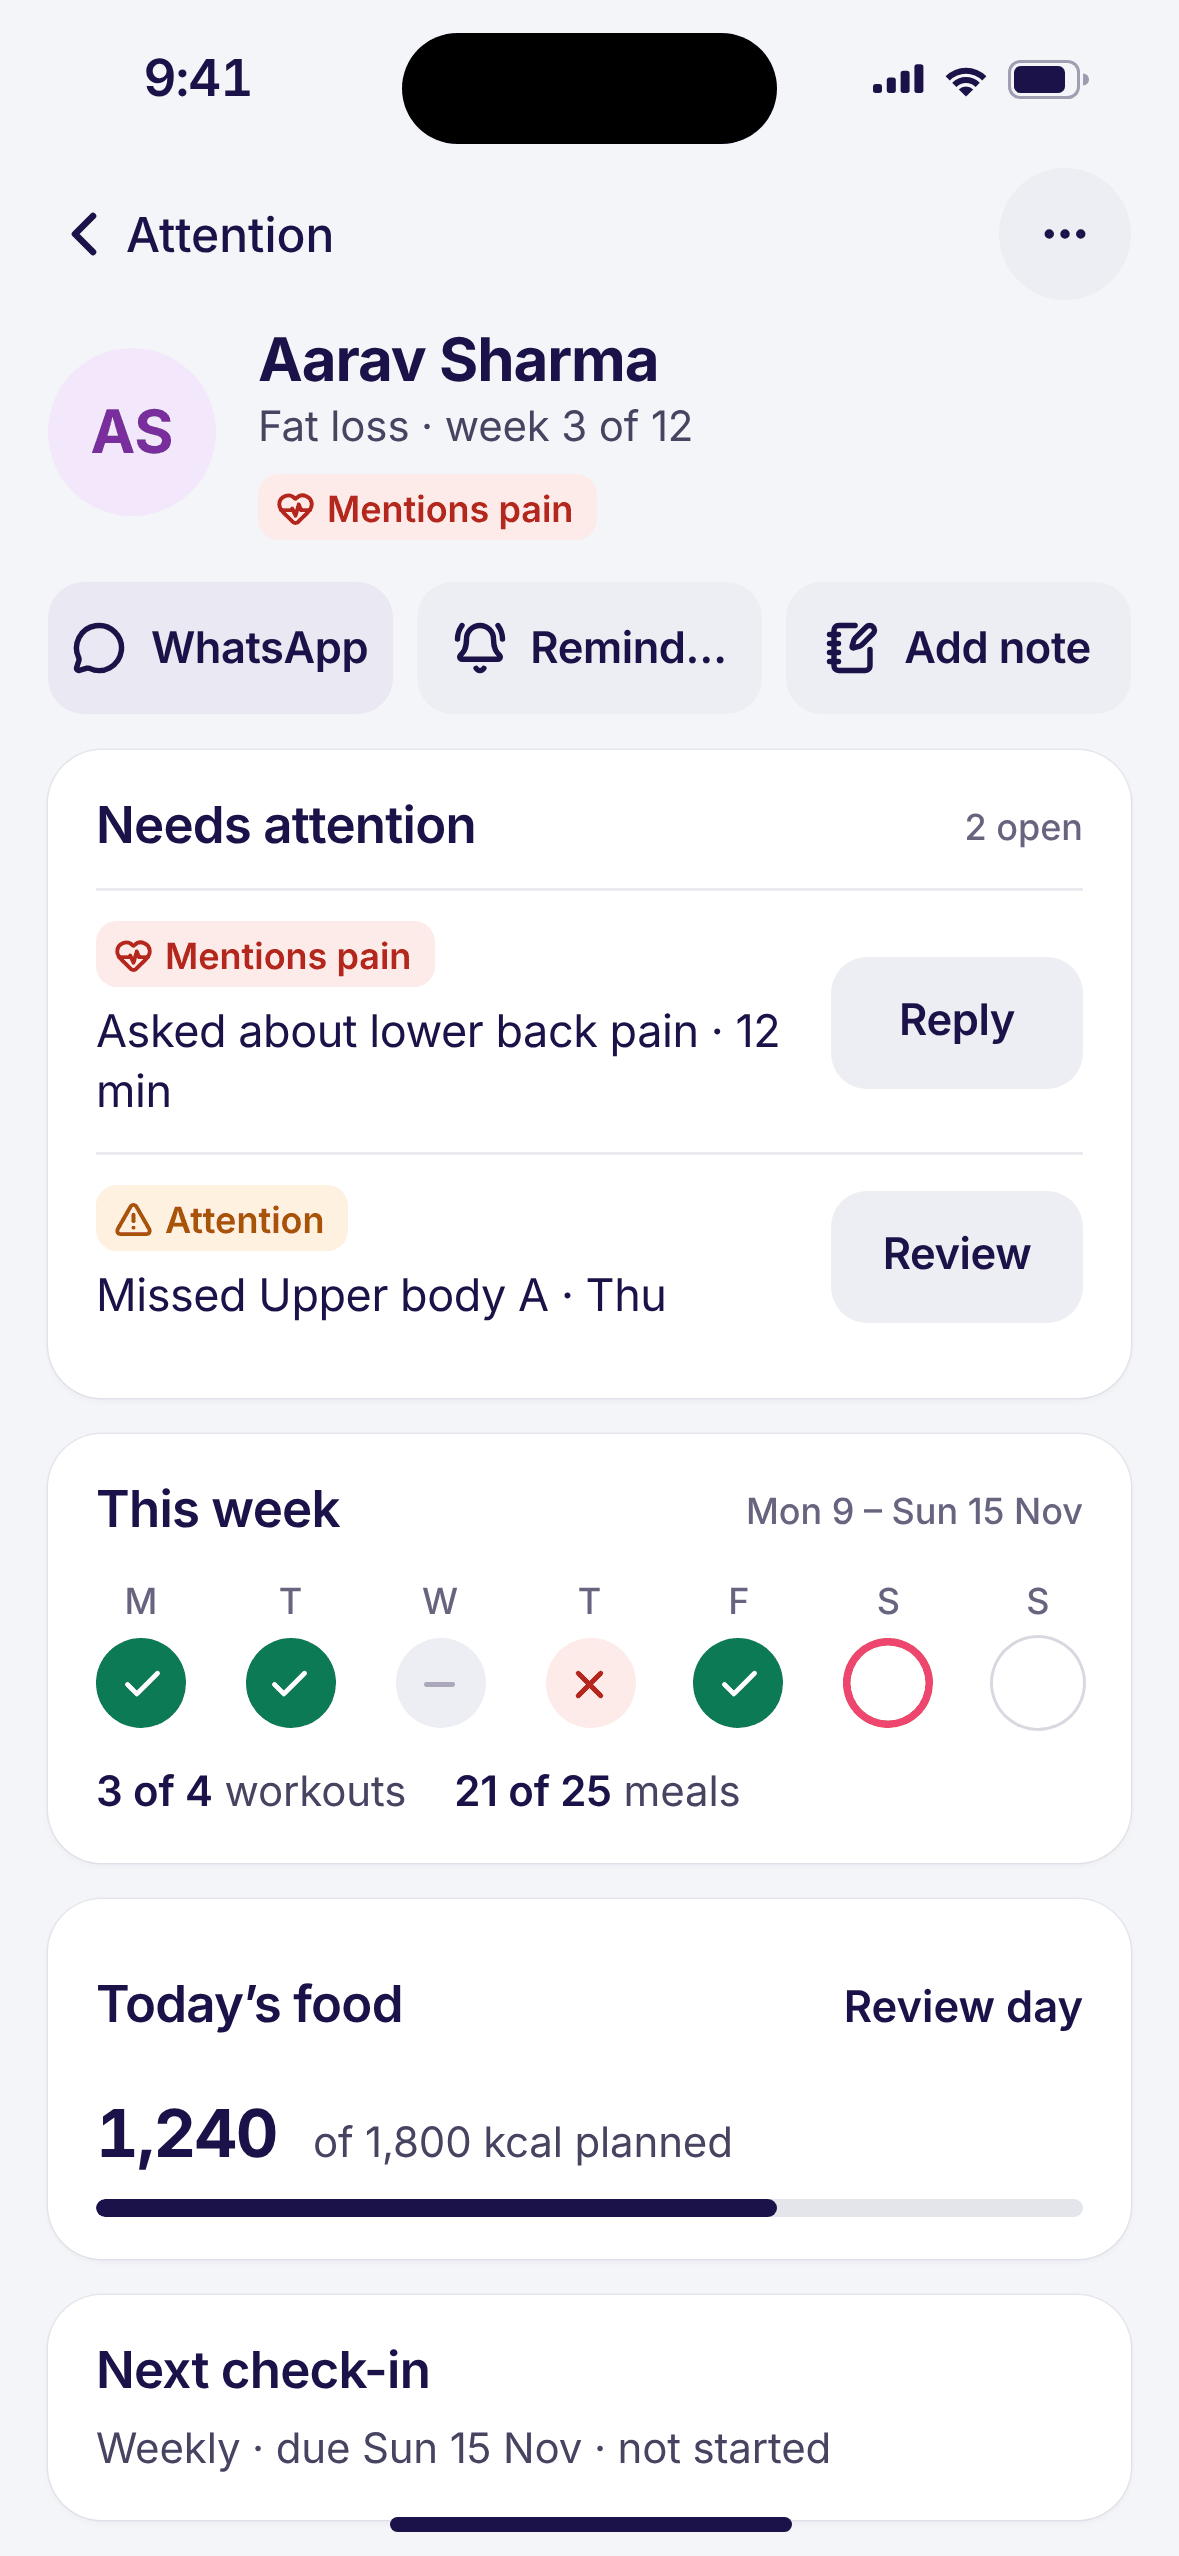 9:41
Attention
AS
Aarav Sharma
Fat loss · week 3 of 12
Mentions pain
WhatsApp
Remind...
Add note
Needs attention
2 open
Mentions pain
Asked about lower back pain · 12
min
Reply
Attention
Missed Upper body A · Thu
Review
This week
Mon 9 – Sun 15 Nov
M T W T F S S
3 of 4 workouts 21 of 25 meals
Today’s food
Review day
1,240 of 1,800 kcal planned
Next check-in
Weekly · due Sun 15 Nov · not started